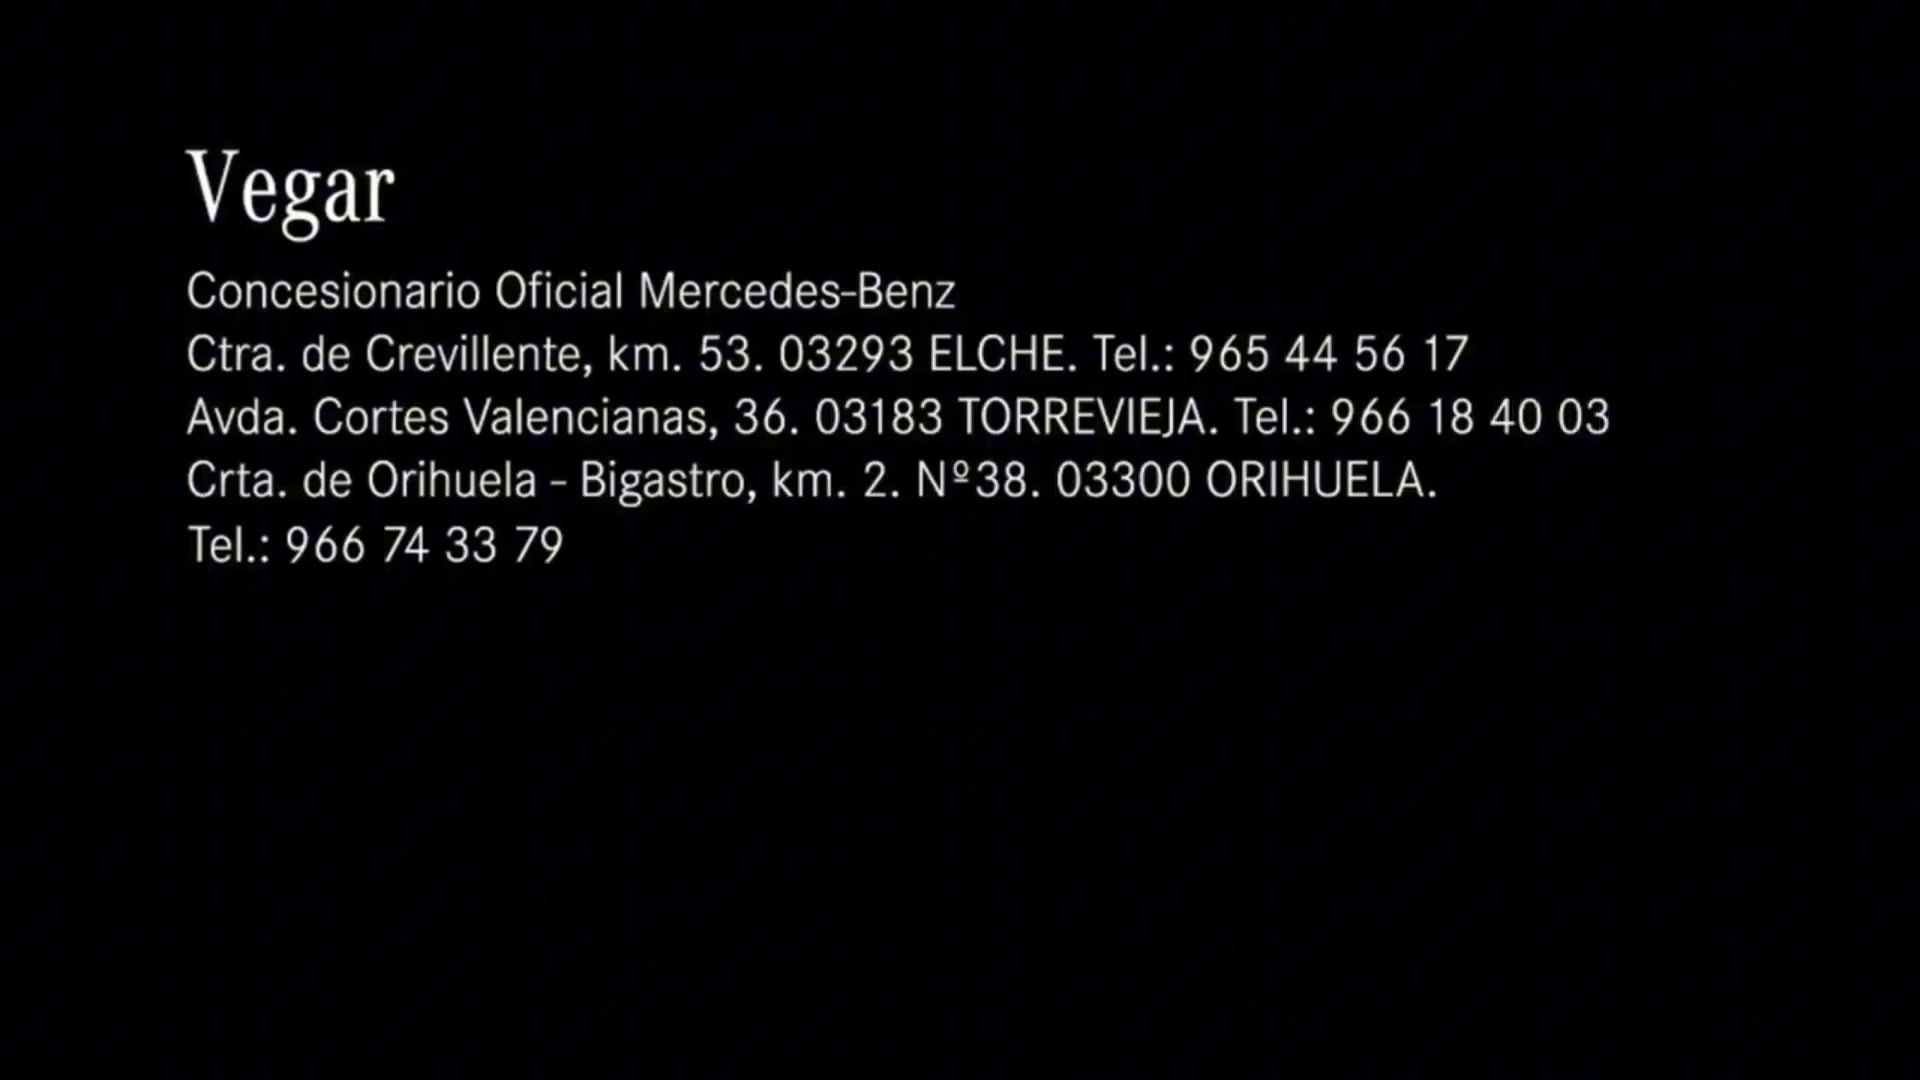 Vegar
Concesionario Oficial Mercedes-Benz
Ctra. de Crevillente, km. 53. 03293 ELCHE. Tel.: 965 44 56 17
Avda. Cortes Valencianas, 36. 03183 TORREVIEJA. Tel.: 966 18 40 03
Crta. de Orihuela - Bigastro, km. 2. Nº38. 03300 ORIHUELA.
Tel.: 966 74 33 79